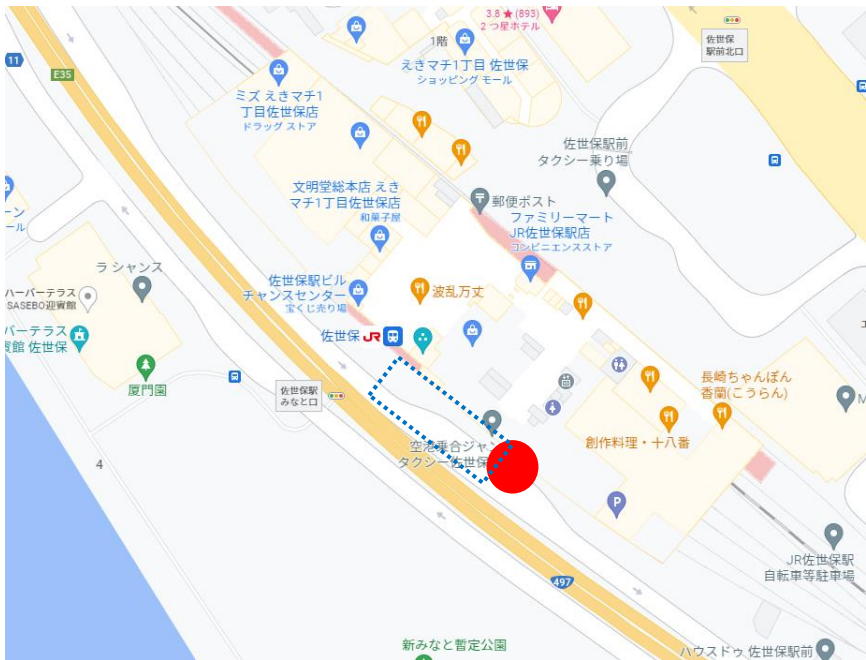 3.8 ★ (893)
2 つ星ホテル
佐世保
駅前北口
11
E35
1階
えきマチ1丁目 佐世保
ショッピング モール
ミズ えきマチ1
丁目佐世保店
ドラッグ ストア
佐世保駅前
タクシー乗り場
文明堂総本店 えき
マチ1丁目佐世保店
和菓子屋
郵便ポスト
ファミリーマート
JR佐世保駅店
コンビニエンスストア
ーン
ール
ラ シャンス
ハーバーテラス
SASEBO迎賓館
佐世保駅ビル
チャンスセンター
宝くじ売り場
波乱万丈
バーテラス
賓館 佐世保
佐世保 JR
厦門園
佐世保駅
みなと口
長崎ちゃんぽん
香蘭(こうらん)
M
空港乗合ジャン
タクシー佐世保
創作料理・十八番
4
P
497
JR佐世保駅
自転車等駐車場
新みなと暫定公園
ハウスドゥ 佐世保駅前